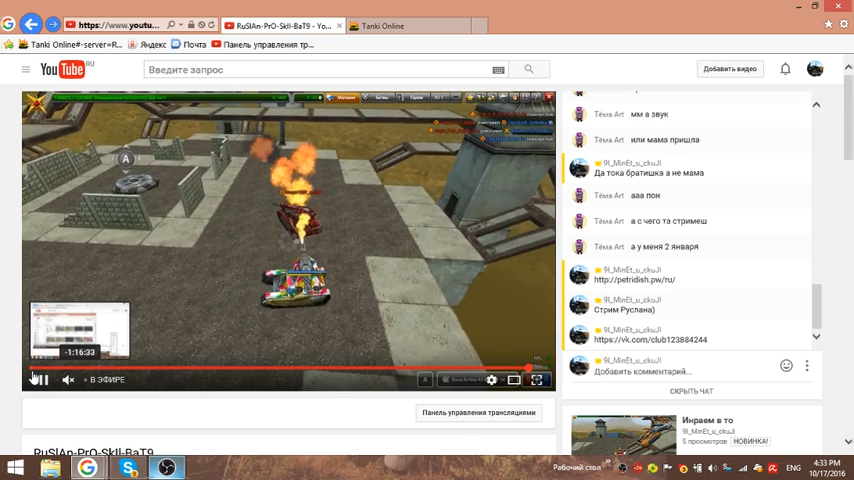 https://www.youtu...
RuSlAn-PrO-SkIl-BaT9 - Yo...
Tanki Online
Tanki Online#-server=R...
Яндекс
Почта
Панель управления тр...
YouTube RU
Введите запрос
Добавить видео
A
-1:16:33
В ЭФИРЕ
Панель управления трансляциями
RuSlAn-PrO-SkIl-BaT9
мм а звук
Тёма Art
или мама пришла
9I_MinEt_u_ckuJI
Да тока братишка а не мама
Тёма Art
ааа пон
Тёма Art
а с чего та стримеш
Тёма Art
а у меня 2 января
9I_MinEt_u_ckuJI
http://petridish.pw/ru/
9I_MinEt_u_ckuJI
Стрим Руслана)
9I_MinEt_u_ckuJI
https://vk.com/club123884244
9I_MinEt_u_ckuJI
Добавить комментарий...
СКРЫТЬ ЧАТ
Инраем в то
9I_MinEt_u_ckuJI
5 просмотров
НОВИНКА!
Рабочий стол
ENG
4:33 PM
10/17/2016